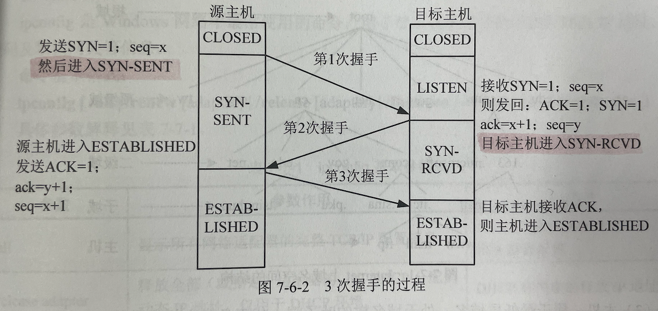 源主机
目标主机
CLOSED
CLOSED
发送SYN=1；seq=x
然后进入SYN-SENT
第1次握手
SYN-
SENT
LISTEN
接收SYN=1；seq=x
则发回：ACK=1；SYN=1
ack=x+1；seq=y
目标主机进入SYN-RCVD
第2次握手
源主机进入ESTABLISHED
发送ACK=1；
ack=y+1；
seq=x+1
SYN-
RCVD
第3次握手
ESTAB-
LISHED
ESTAB-
LISHED
目标主机接收ACK，
则主机进入ESTABLISHED
图 7-6-2 3 次握手的过程